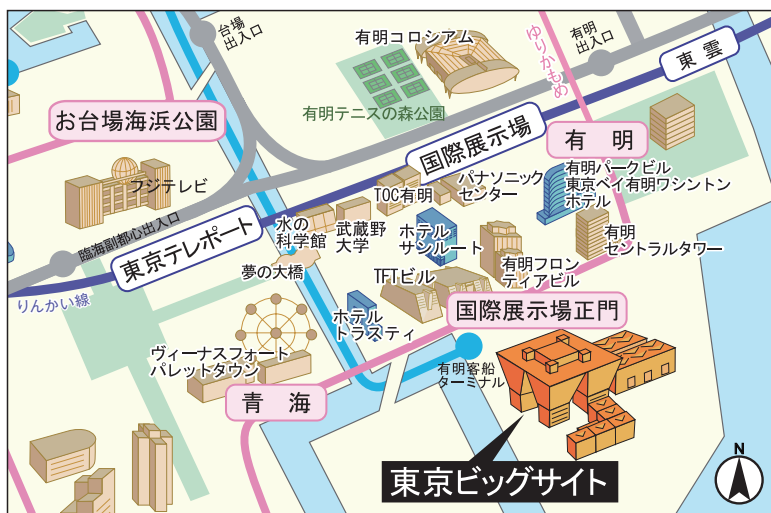 台場
出入口
有明コロシアム
ゆりかもめ
有明
出入口
東雲
有明テニスの森公園
お台場海浜公園
国際展示場
有明
フジテレビ
パナソニック
センター
TOC有明
有明パークビル
東京ベイ有明ワシントン
ホテル
臨海副都心出入口
東京テレポート
水の
科学館
武蔵野
大学
ホテル
サンルート
有明
セントラルタワー
夢の大橋
TFTビル
有明フロン
ティアビル
りんかい線
ホテル
トラスティ
国際展示場正門
ヴィーナスフォート
パレットタウン
有明客船
ターミナル
青海
東京ビッグサイト
N